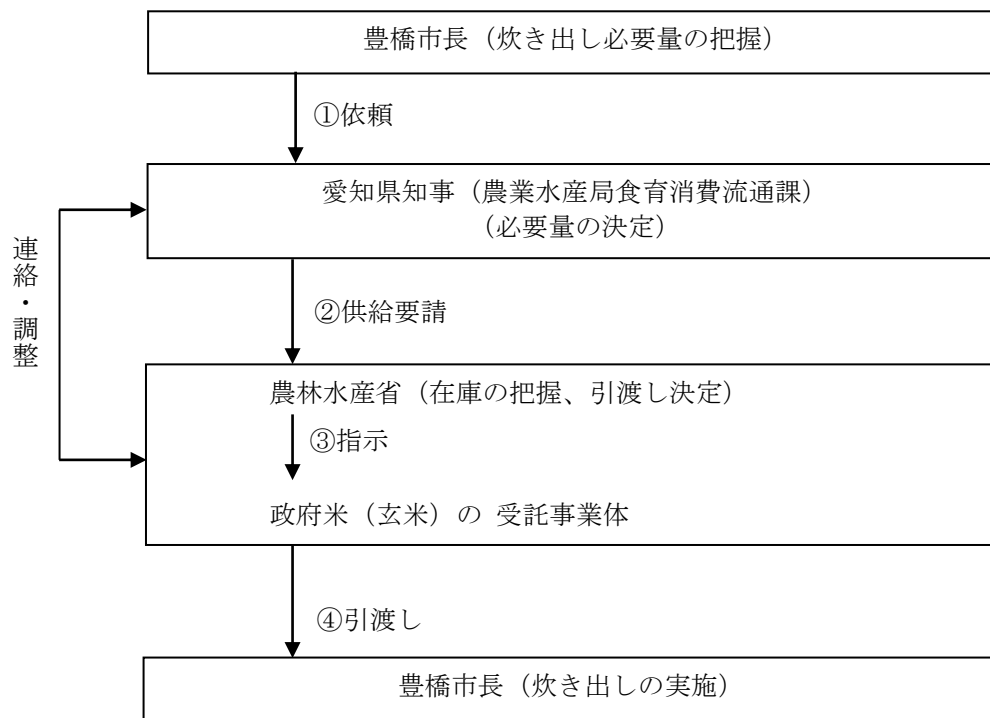 豊橋市長（炊き出し必要量の把握）
①依頼
愛知県知事（農業水産局食育消費流通課）
（必要量の決定）
連絡・調整
②供給要請
農林水産省（在庫の把握、引渡し決定）
③指示
政府米（玄米）の 受託事業体
④引渡し
豊橋市長（炊き出しの実施）